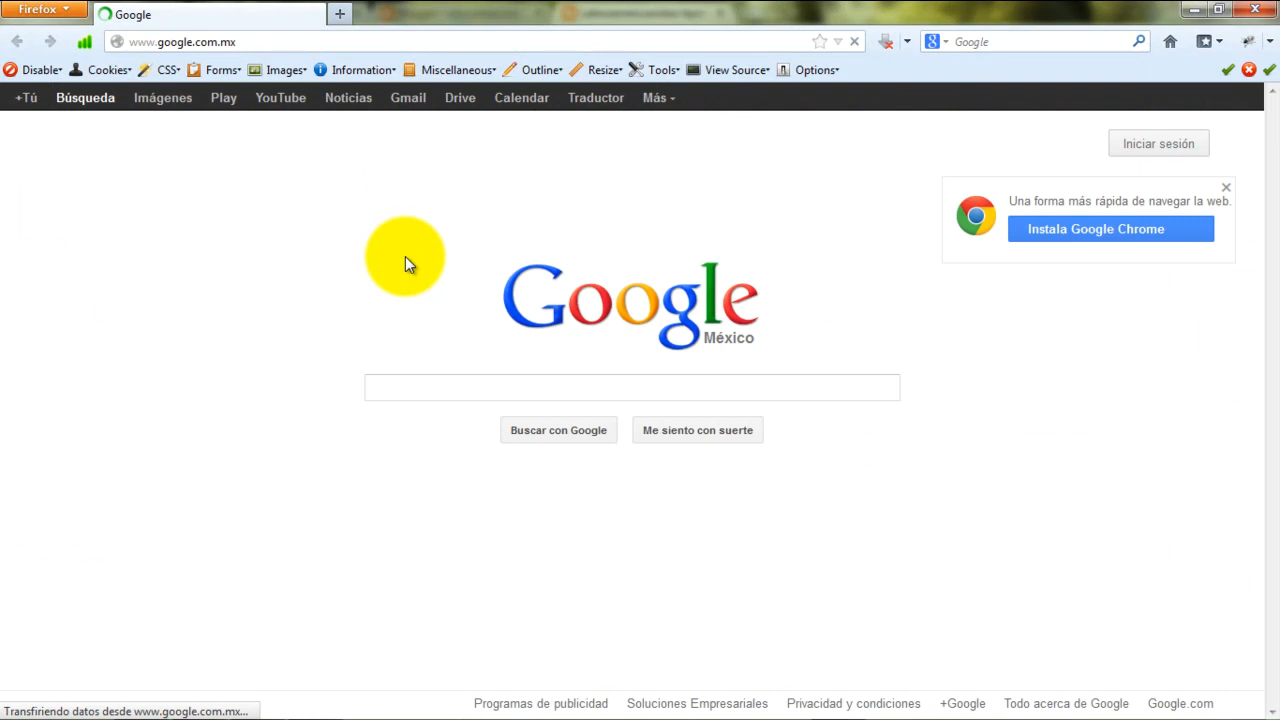 Firefox
Google
www.google.com.mx
Google
Disable Cookies CSS Forms Images Information Miscellaneous Outline Resize Tools View Source Options
+Tú Búsqueda Imágenes Play YouTube Noticias Gmail Drive Calendar Traductor Más
Iniciar sesión
Una forma más rápida de navegar la web.
Instala Google Chrome
Google
México
Buscar con Google Me siento con suerte
Programas de publicidad Soluciones Empresariales Privacidad y condiciones +Google Todo acerca de Google Google.com
Transfiriendo datos desde www.google.com.mx...